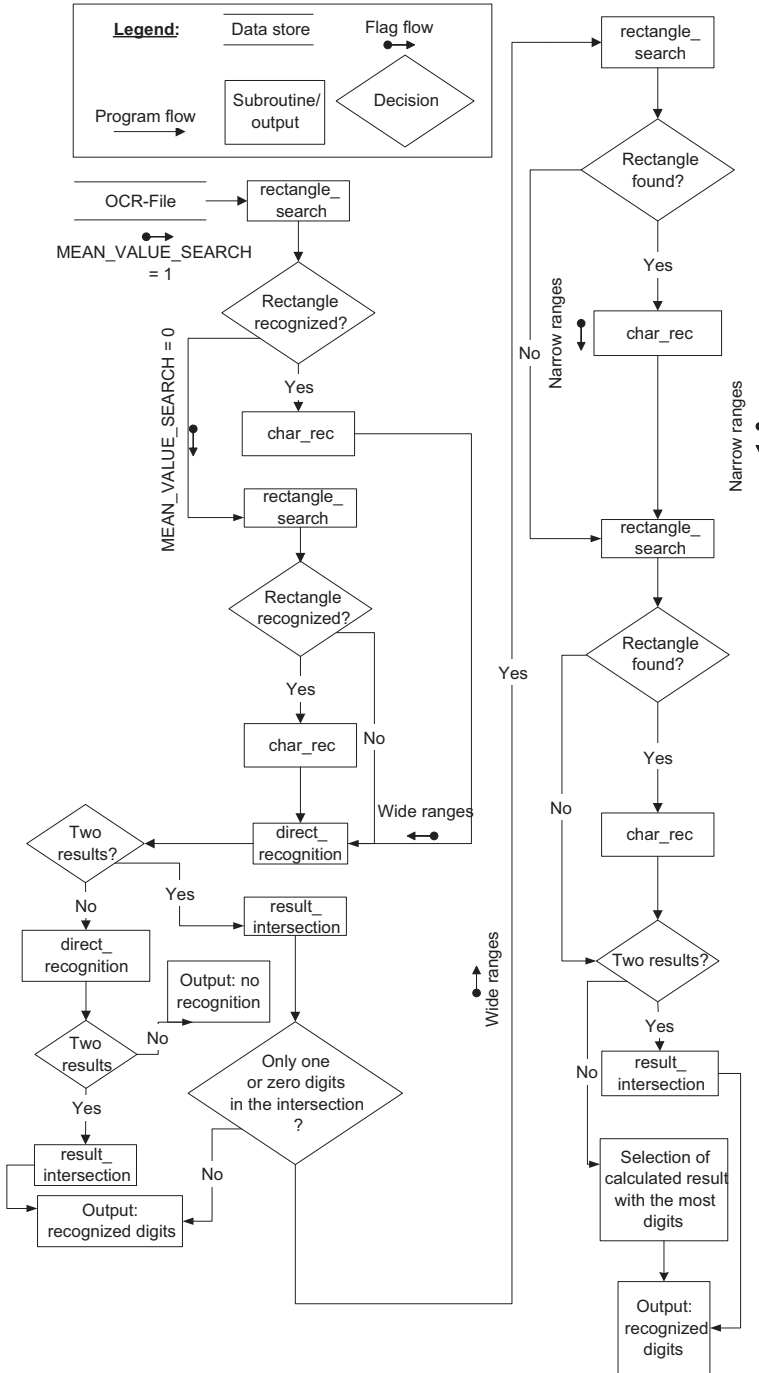 Legend:
Data store
Flag flow
Program flow
Subroutine/
output
Decision
OCR-File
rectangle_
search
MEAN_VALUE_SEARCH
= 1
Rectangle
recognized?
MEAN_VALUE_SEARCH = 0
Yes
char_rec
rectangle_
search
Rectangle
recognized?
Yes
No
char_rec
Wide ranges
direct_
recognition
Two
results?
Yes
No
result_
intersection
direct_
recognition
Output: no
recognition
Two
results
No
Yes
Only one
or zero digits
in the intersection
?
result_
intersection
No
Output:
recognized digits
Wide ranges
Yes
rectangle_
search
Rectangle
found?
Yes
No
Narrow ranges
char_rec
Narrow ranges
rectangle_
search
Rectangle
found?
Yes
No
char_rec
Two results?
Yes
No
result_
intersection
Selection of
calculated result
with the most
digits
Output:
recognized
digits